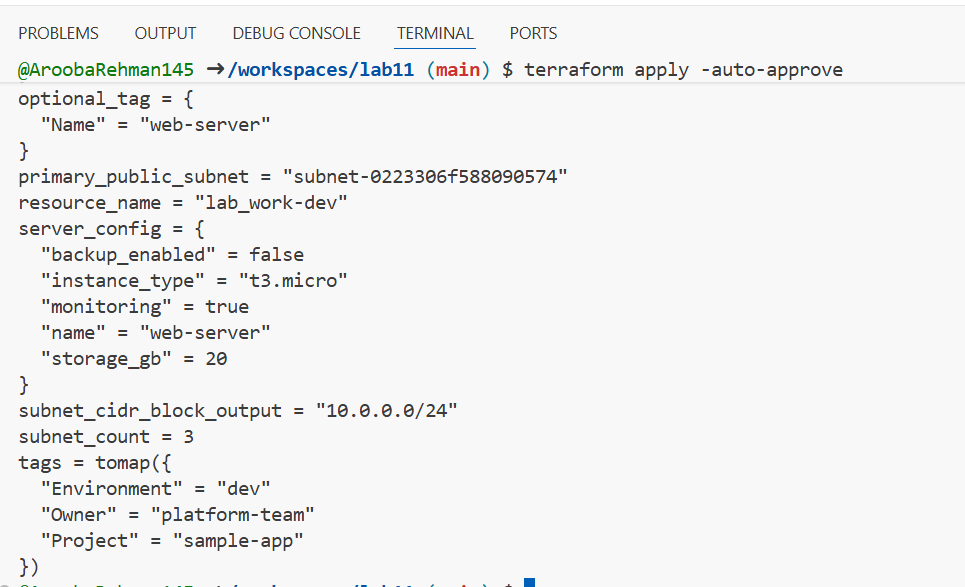 PROBLEMS OUTPUT DEBUG CONSOLE TERMINAL PORTS
@AroobaRehman145 ➜/workspaces/lab11 (main) $ terraform apply -auto-approve
optional_tag = {
  "Name" = "web-server"
}
primary_public_subnet = "subnet-0223306f588090574"
resource_name = "lab_work-dev"
server_config = {
  "backup_enabled" = false
  "instance_type" = "t3.micro"
  "monitoring" = true
  "name" = "web-server"
  "storage_gb" = 20
}
subnet_cidr_block_output = "10.0.0.0/24"
subnet_count = 3
tags = tomap({
  "Environment" = "dev"
  "Owner" = "platform-team"
  "Project" = "sample-app"
})